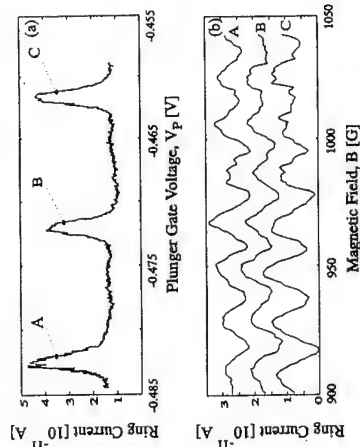 (a)
A
B
C
5
4
3
2
1
-0.485
-0.475
-0.465
-0.455
Plunger Gate Voltage, V_P [V]
Ring Current [10^-11 A]
(b)
A
B
C
3
2
1
0
900
950
1000
1050
Magnetic Field, B [G]
Ring Current [10^-11 A]